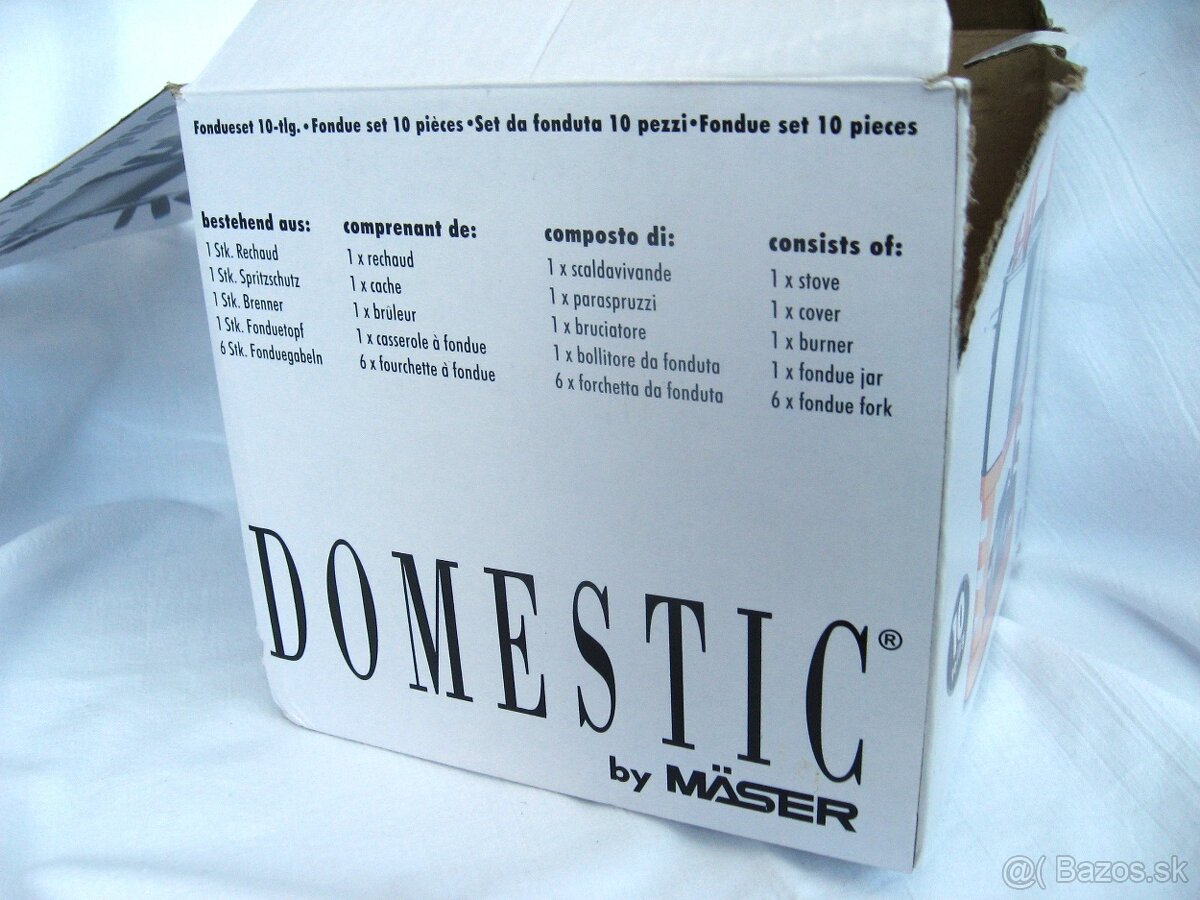 Fondueset 10-tlg.•Fondue set 10 pièces•Set da fonduta 10 pezzi•Fondue set 10 pieces
bestehend aus:
1 Stk. Rechaud
1 Stk. Spritzschutz
1 Stk. Brenner
1 Stk. Fonduetopf
6 Stk. Fonduegabeln
comprenant de:
1 x rechaud
1 x cache
1 x brûleur
1 x casserole à fondue
6 x fourchette à fondue
composto di:
1 x scaldavivande
1 x paraspruzzi
1 x bruciatore
1 x bollitore da fonduta
6 x forchetta da fonduta
consists of:
1 x stove
1 x cover
1 x burner
1 x fondue jar
6 x fondue fork
DOMESTIC®
by MÄSER
@( Bazos.sk